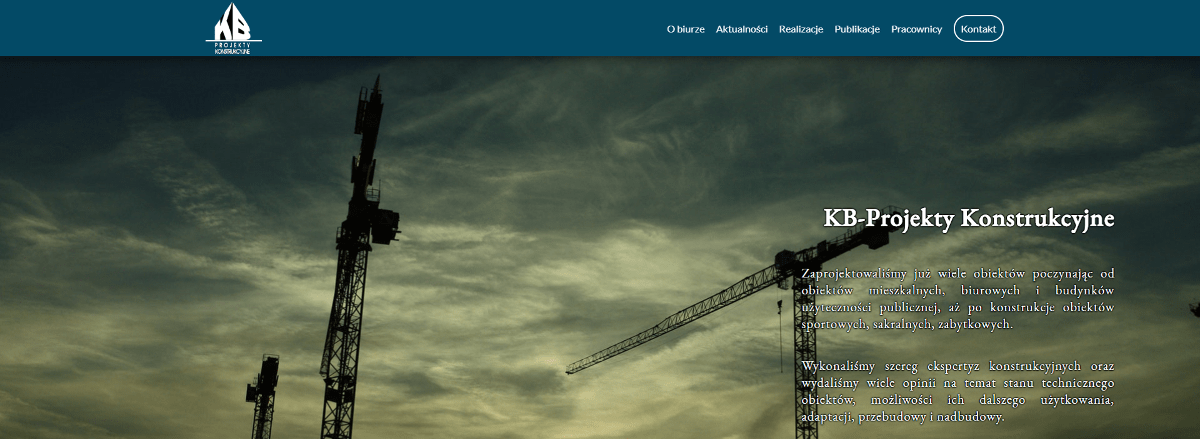 KB
PROJEKTY
KONSTRUKCYJNE
O biurze Aktualności Realizacje Publikacje Pracownicy Kontakt
KB-Projekty Konstrukcyjne
Zaprojektowaliśmy już wiele obiektów poczynając od
obiektów mieszkalnych, biurowych i budynków
użyteczności publicznej, aż po konstrukcje obiektów
sportowych, sakralnych, zabytkowych.
Wykonaliśmy szereg ekspertyz konstrukcyjnych oraz
wydaliśmy wiele opinii na temat stanu technicznego
obiektów, możliwości ich dalszego użytkowania,
adaptacji, przebudowy i nadbudowy.